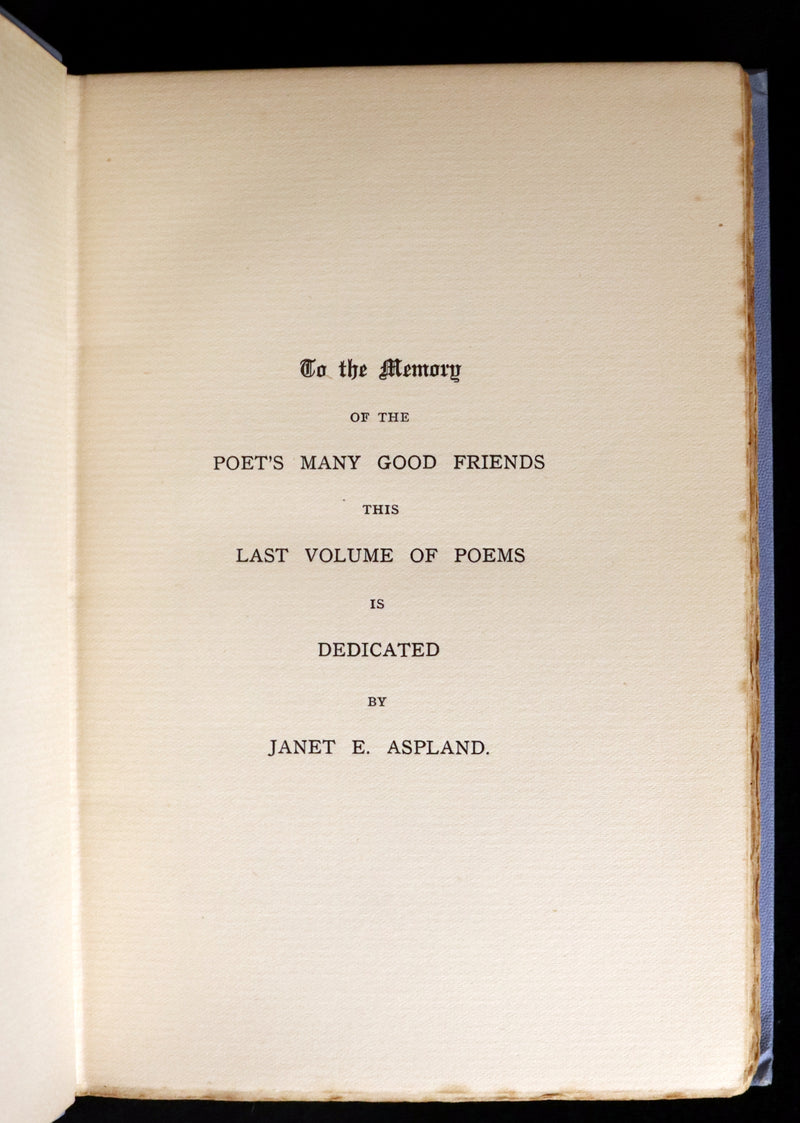 To the Memory
OF THE
POET'S MANY GOOD FRIENDS
THIS
LAST VOLUME OF POEMS
IS
DEDICATED
BY
JANET E. ASPLAND.